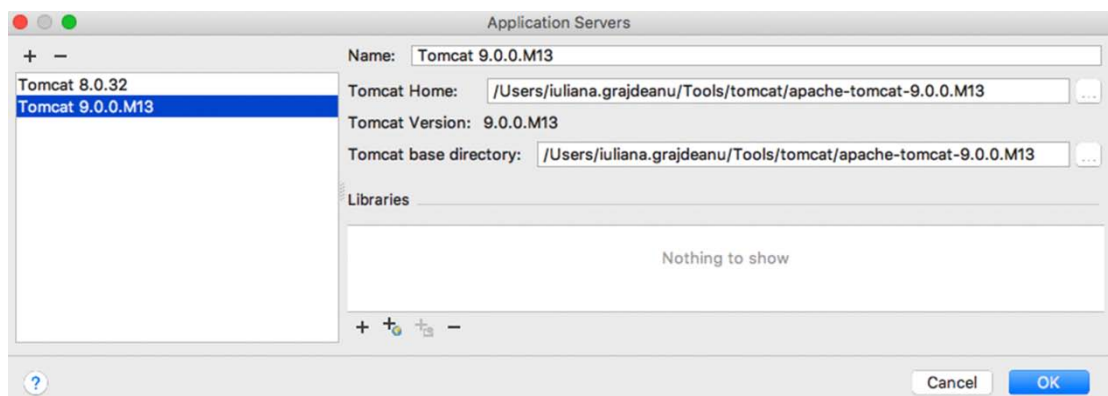 Application Servers
+ −
Tomcat 8.0.32
Tomcat 9.0.0.M13
Name: Tomcat 9.0.0.M13
Tomcat Home: /Users/iuliana.grajdeanu/Tools/tomcat/apache-tomcat-9.0.0.M13 ...
Tomcat Version: 9.0.0.M13
Tomcat base directory: /Users/iuliana.grajdeanu/Tools/tomcat/apache-tomcat-9.0.0.M13 ...
Libraries
Nothing to show
?
Cancel OK